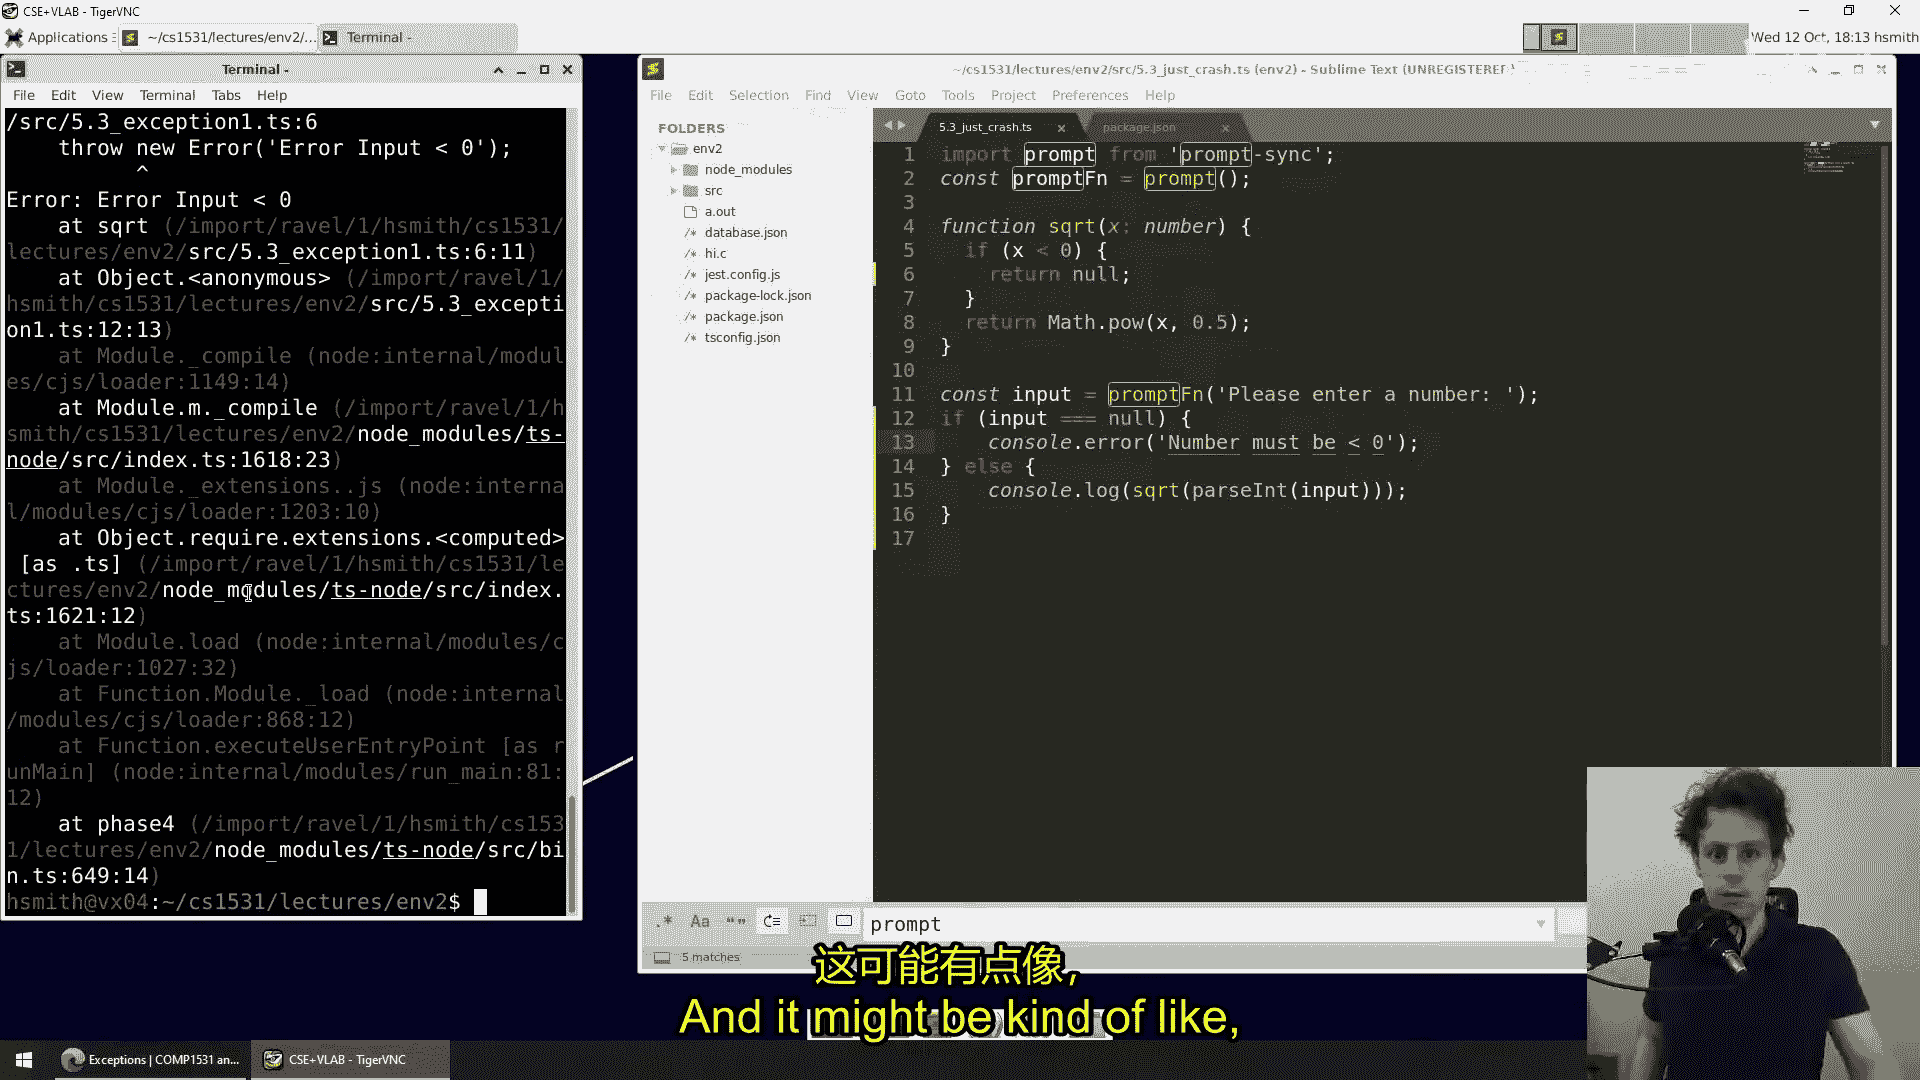 CSE+VLAB - TigerVNC
Applications
~/cs1531/lectures/env2/...
Terminal -
Wed 12 Oct, 18:13 hsmith
Terminal -
File Edit View Terminal Tabs Help
/src/5.3_exception1.ts:6
    throw new Error('Error Input < 0');
          ^
Error: Error Input < 0
    at sqrt (/import/ravel/1/hsmith/cs1531/
lectures/env2/src/5.3_exception1.ts:6:11)
    at Object.<anonymous> (/import/ravel/1/
hsmith/cs1531/lectures/env2/src/5.3_excepti
on1.ts:12:13)
    at Module._compile (node:internal/modul
es/cjs/loader:1149:14)
    at Module.m._compile (/import/ravel/1/h
smith/cs1531/lectures/env2/node_modules/ts-
node/src/index.ts:1618:23)
    at Module._extensions..js (node:interna
l/modules/cjs/loader:1203:10)
    at Object.require.extensions.<computed>
 [as .ts] (/import/ravel/1/hsmith/cs1531/le
ctures/env2/node_modules/ts-node/src/index.
ts:1621:12)
    at Module.load (node:internal/modules/c
js/loader:1027:32)
    at Function.Module._load (node:internal
/modules/cjs/loader:868:12)
    at Function.executeUserEntryPoint [as r
unMain] (node:internal/modules/run_main:81:
12)
    at phase4 (/import/ravel/1/hsmith/cs153
1/lectures/env2/node_modules/ts-node/src/bi
n.ts:649:14)
hsmith@vx04:~/cs1531/lectures/env2$
~/cs1531/lectures/env2/src/5.3_just_crash.ts (env2) - Sublime Text (UNREGISTERED)
File Edit Selection Find View Goto Tools Project Preferences Help
FOLDERS
env2
node_modules
src
a.out
/* database.json
/* hi.c
/* jest.config.js
/* package-lock.json
/* package.json
/* tsconfig.json
5.3_just_crash.ts
package.json
1 import prompt from 'prompt-sync';
2 const promptFn = prompt();
3
4 function sqrt(x: number) {
5   if (x < 0) {
6     return null;
7   }
8   return Math.pow(x, 0.5);
9 }
10
11 const input = promptFn('Please enter a number: ');
12 if (input === null) {
13     console.error('Number must be < 0');
14 } else {
15     console.log(sqrt(parseInt(input)));
16 }
17
.* Aa "" prompt
5 matches
这可能有点像,
And it might be kind of like,
Exceptions | COMP1531 an...
CSE+VLAB - TigerVNC